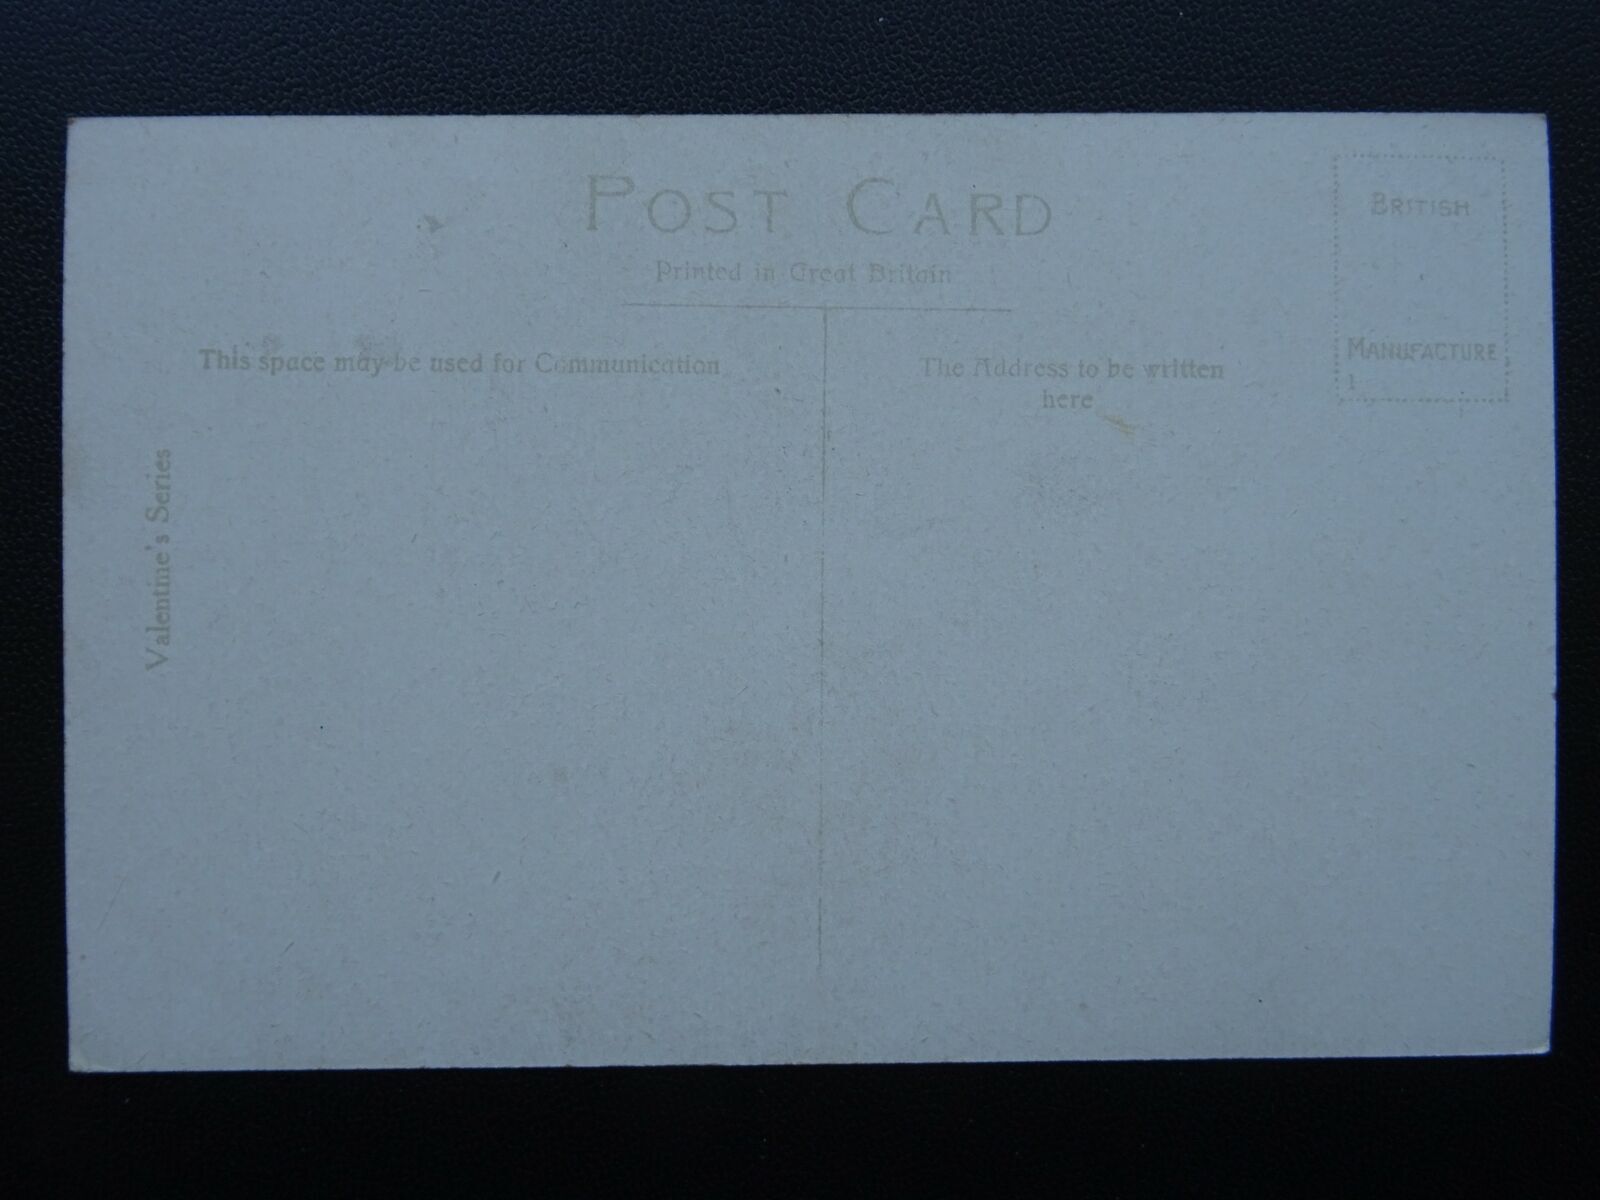 POST CARD
Printed in Great Britain
BRITISH
MANUFACTURE
1
This space may be used for Communication
The Address to be written
here
Valentine's Series